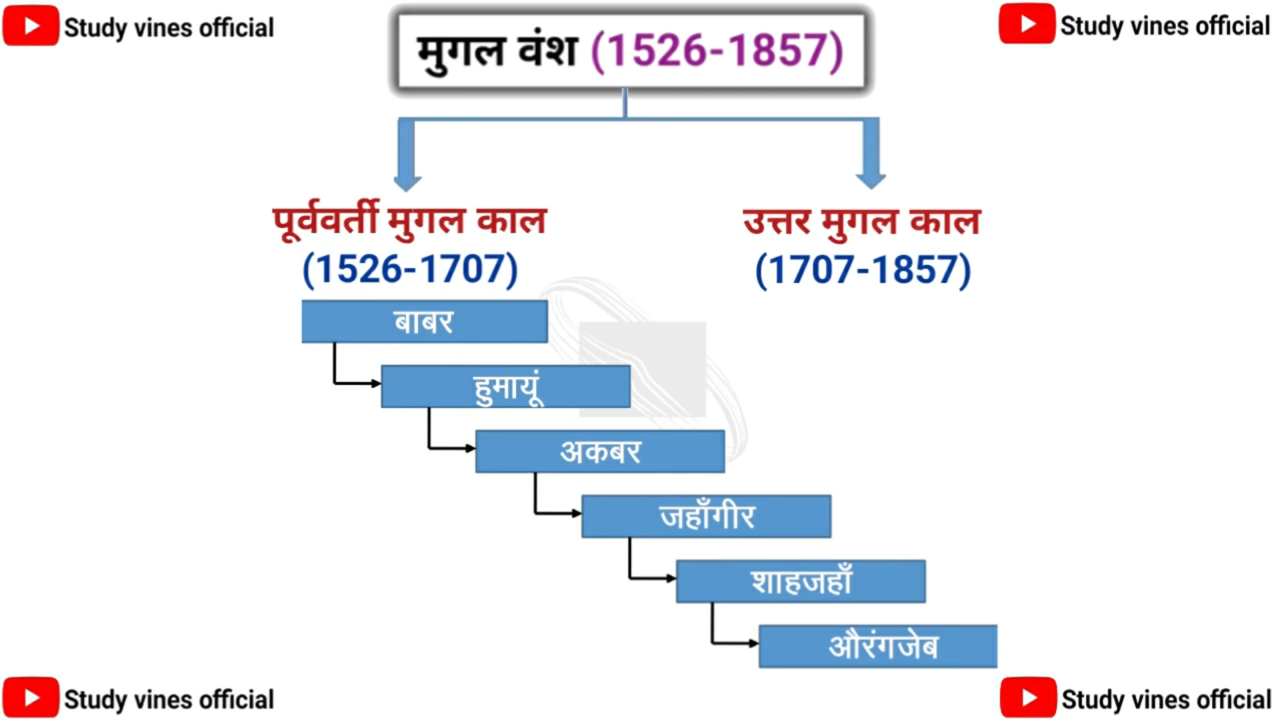 Study vines official
Study vines official
मुगल वंश (1526-1857)
पूर्ववर्ती मुगल काल
(1526-1707)
उत्तर मुगल काल
(1707-1857)
बाबर
हुमायूं
अकबर
जहाँगीर
शाहजहाँ
औरंगजेब
Study vines official
Study vines official